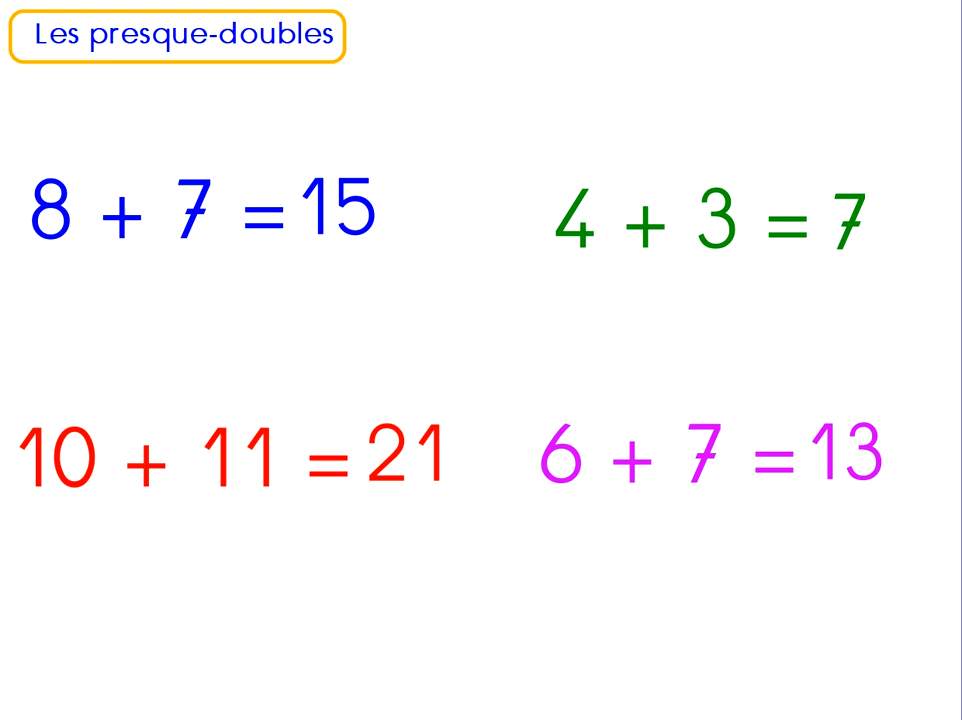 Les presque-doubles
8 + 7 = 15
4 + 3 = 7
10 + 11 = 21
6 + 7 = 13